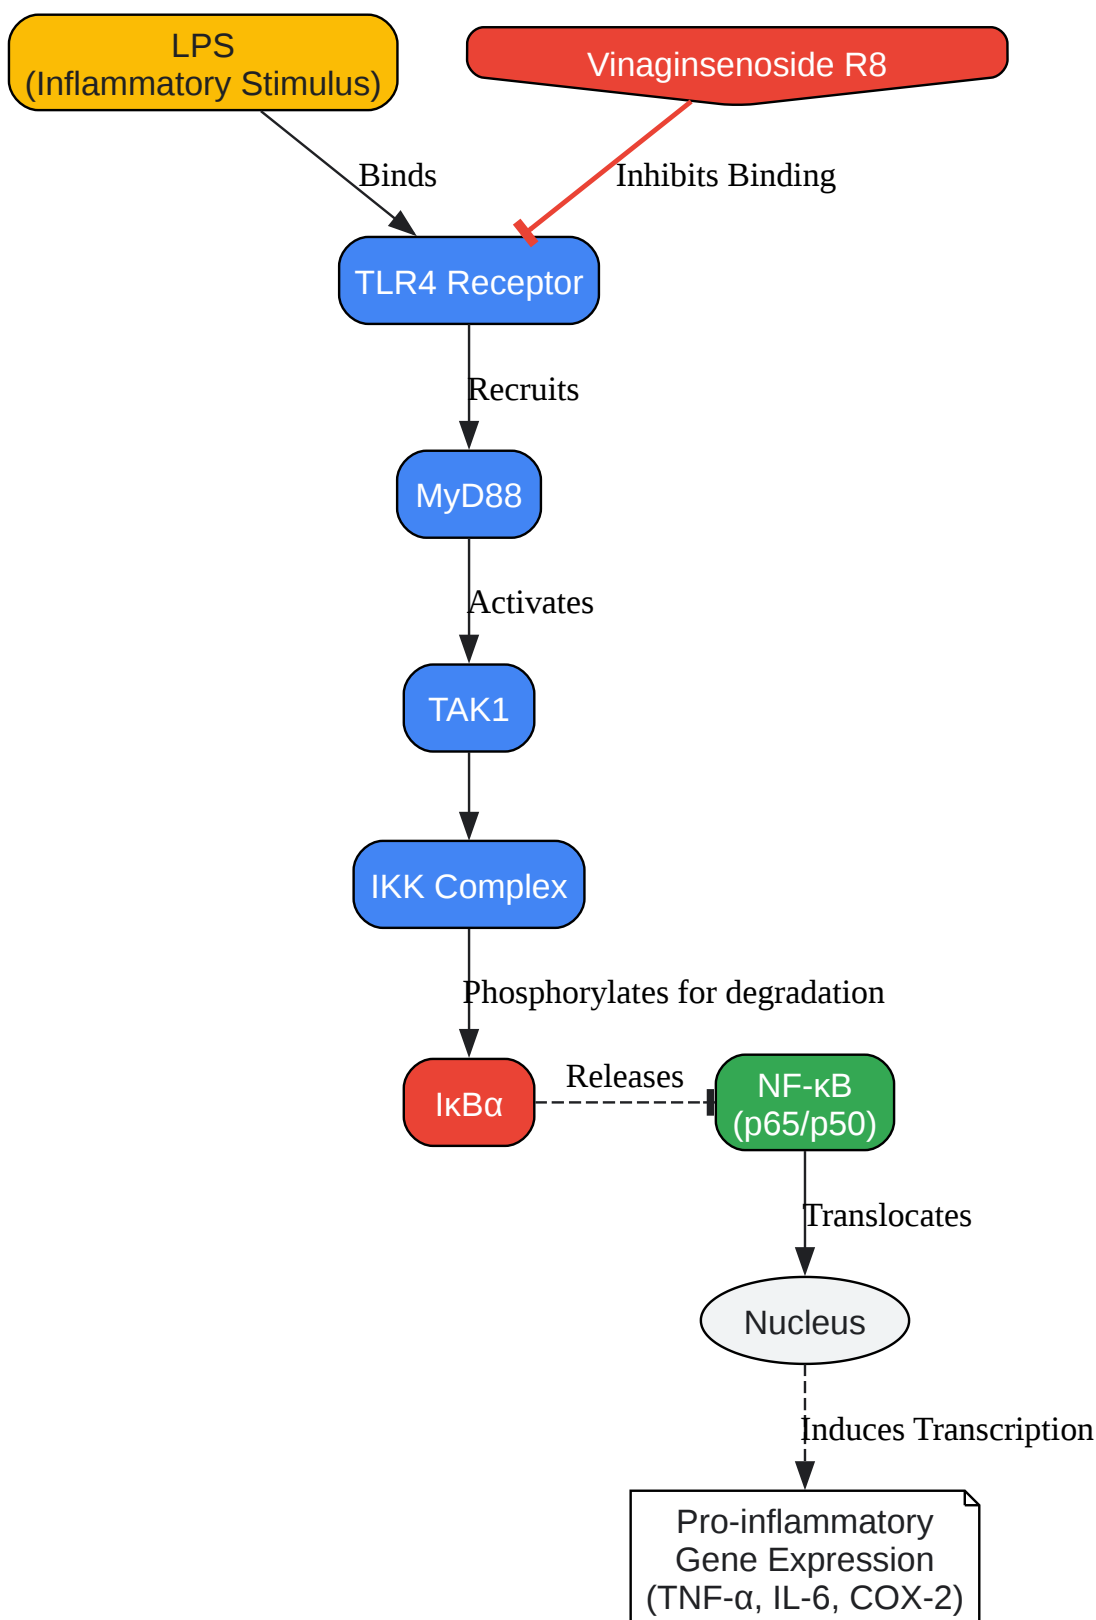 LPS
(Inflammatory Stimulus)
Vinaginsenoside R8
Binds
Inhibits Binding
TLR4 Receptor
Recruits
MyD88
Activates
TAK1
IKK Complex
Phosphorylates for degradation
IκBα
Releases
NF-κB
(p65/p50)
Translocates
Nucleus
Induces Transcription
Pro-inflammatory
Gene Expression
(TNF-α, IL-6, COX-2)